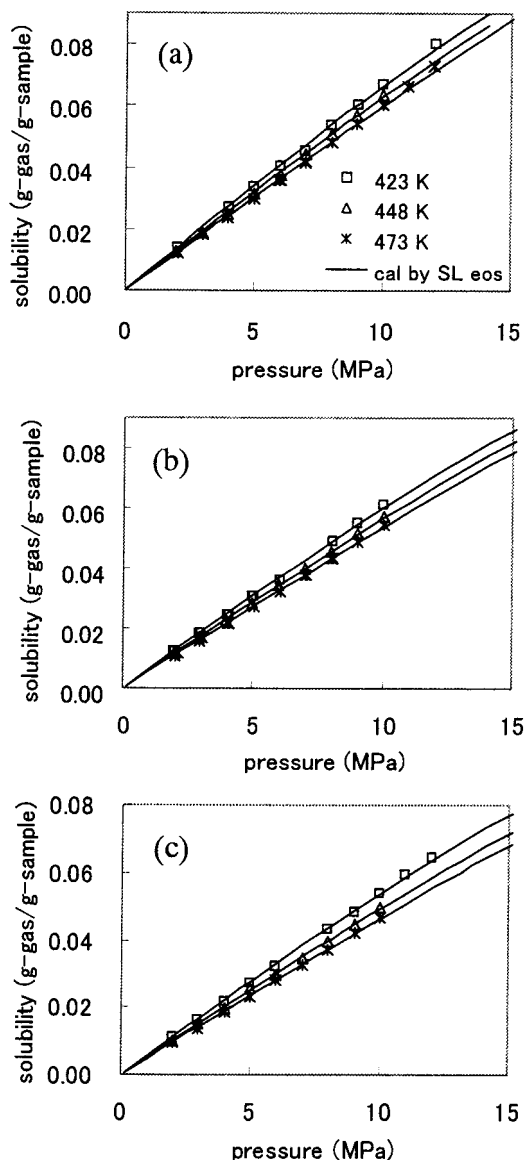 (a)
solubility (g-gas/g-sample)
0.08
0.06
0.04
0.02
0.00
423 K
448 K
473 K
cal by SL eos
0 5 10 15
pressure (MPa)
(b)
solubility (g-gas/g-sample)
0.08
0.06
0.04
0.02
0.00
0 5 10 15
pressure (MPa)
(c)
solubility (g-gas/g-sample)
0.08
0.06
0.04
0.02
0.00
0 5 10 15
pressure (MPa)